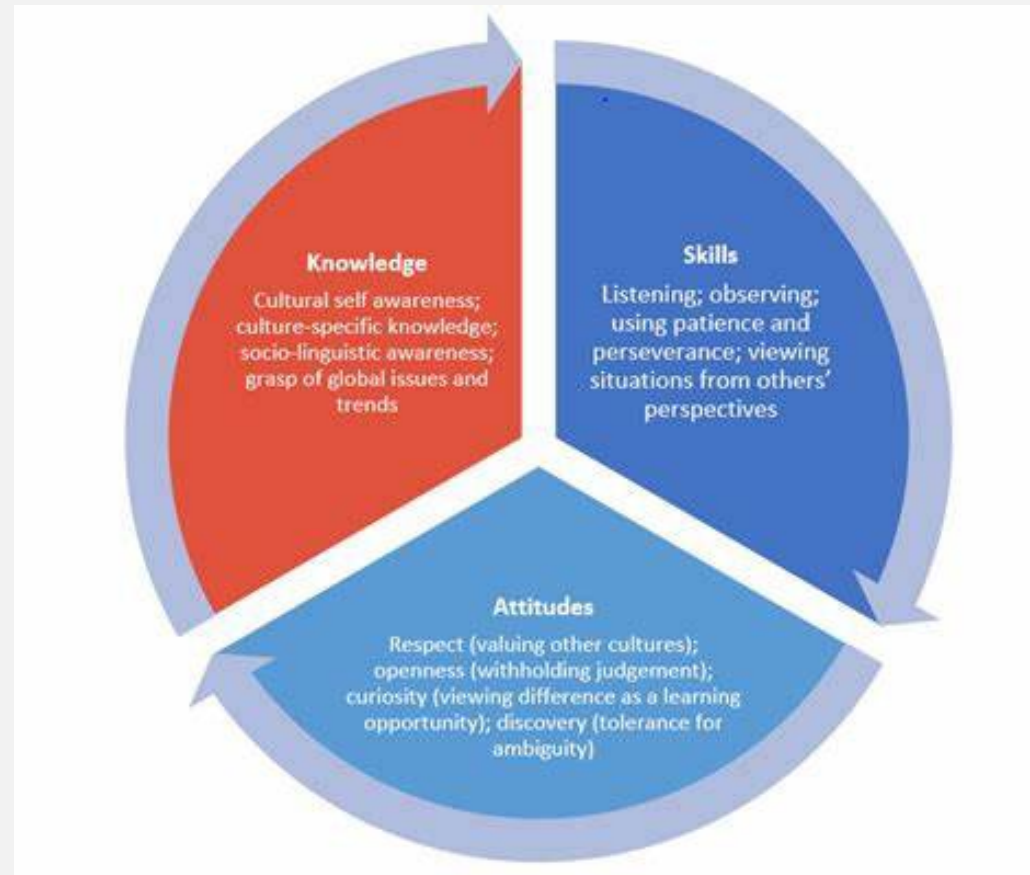 Knowledge
Cultural self awareness;
culture-specific knowledge;
socio-linguistic awareness;
grasp of global issues and
trends
Skills
Listening; observing;
using patience and
perseverance; viewing
situations from others’
perspectives
Attitudes
Respect (valuing other cultures);
openness (withholding judgement);
curiosity (viewing difference as a learning
opportunity); discovery (tolerance for
ambiguity)